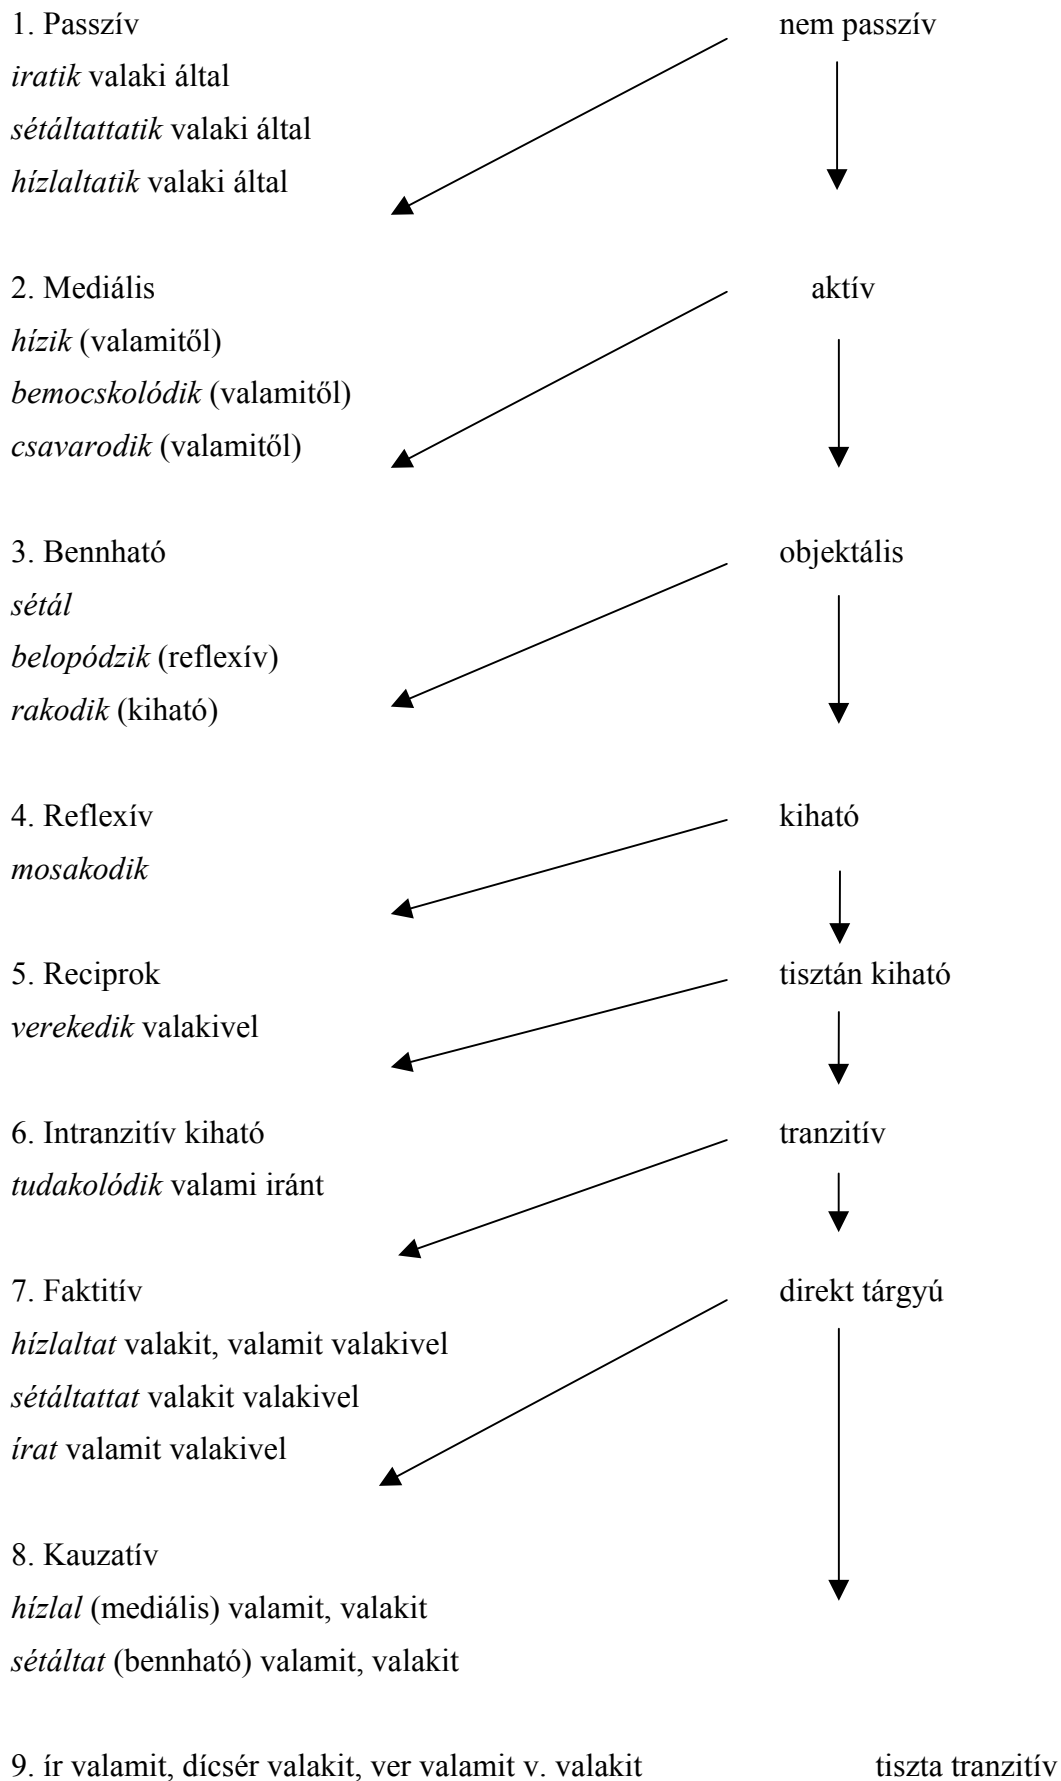 1. Passzív nem passzív
iratik valaki által
sétáltattatik valaki által
hízlaltatik valaki által
2. Mediális aktív
hízik (valamitől)
bemocskolódik (valamitől)
csavarodik (valamitől)
3. Bennható objektális
sétál
belopódzik (reflexív)
rakodik (kiható)
4. Reflexív kiható
mosakodik
5. Reciprok tisztán kiható
verekedik valakivel
6. Intranzitív kiható tranzitív
tudakolódik valami iránt
7. Faktitív direkt tárgyú
hízlaltat valakit, valamit valakivel
sétáltattat valakit valakivel
írat valamit valakivel
8. Kauzatív
hízlal (mediális) valamit, valakit
sétáltat (bennható) valamit, valakit
9. ír valamit, dícsér valakit, ver valamit v. valakit tiszta tranzitív